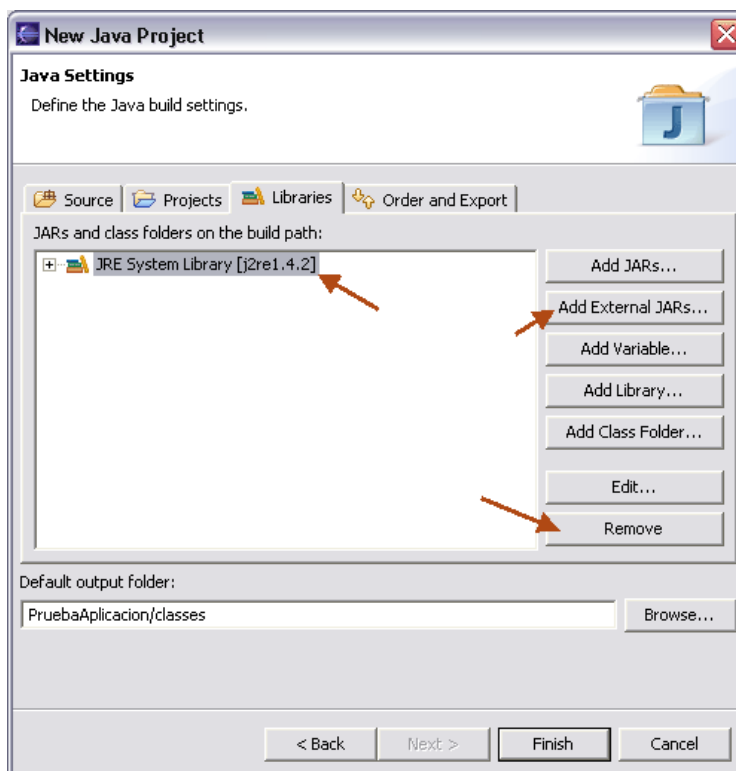 New Java Project
Java Settings
Define the Java build settings.
Source Projects Libraries Order and Export
JARs and class folders on the build path:
JRE System Library [j2re1.4.2]
Add JARs...
Add External JARs...
Add Variable...
Add Library...
Add Class Folder...
Edit...
Remove
Default output folder:
PruebaAplicacion/classes
Browse...
< Back Next > Finish Cancel